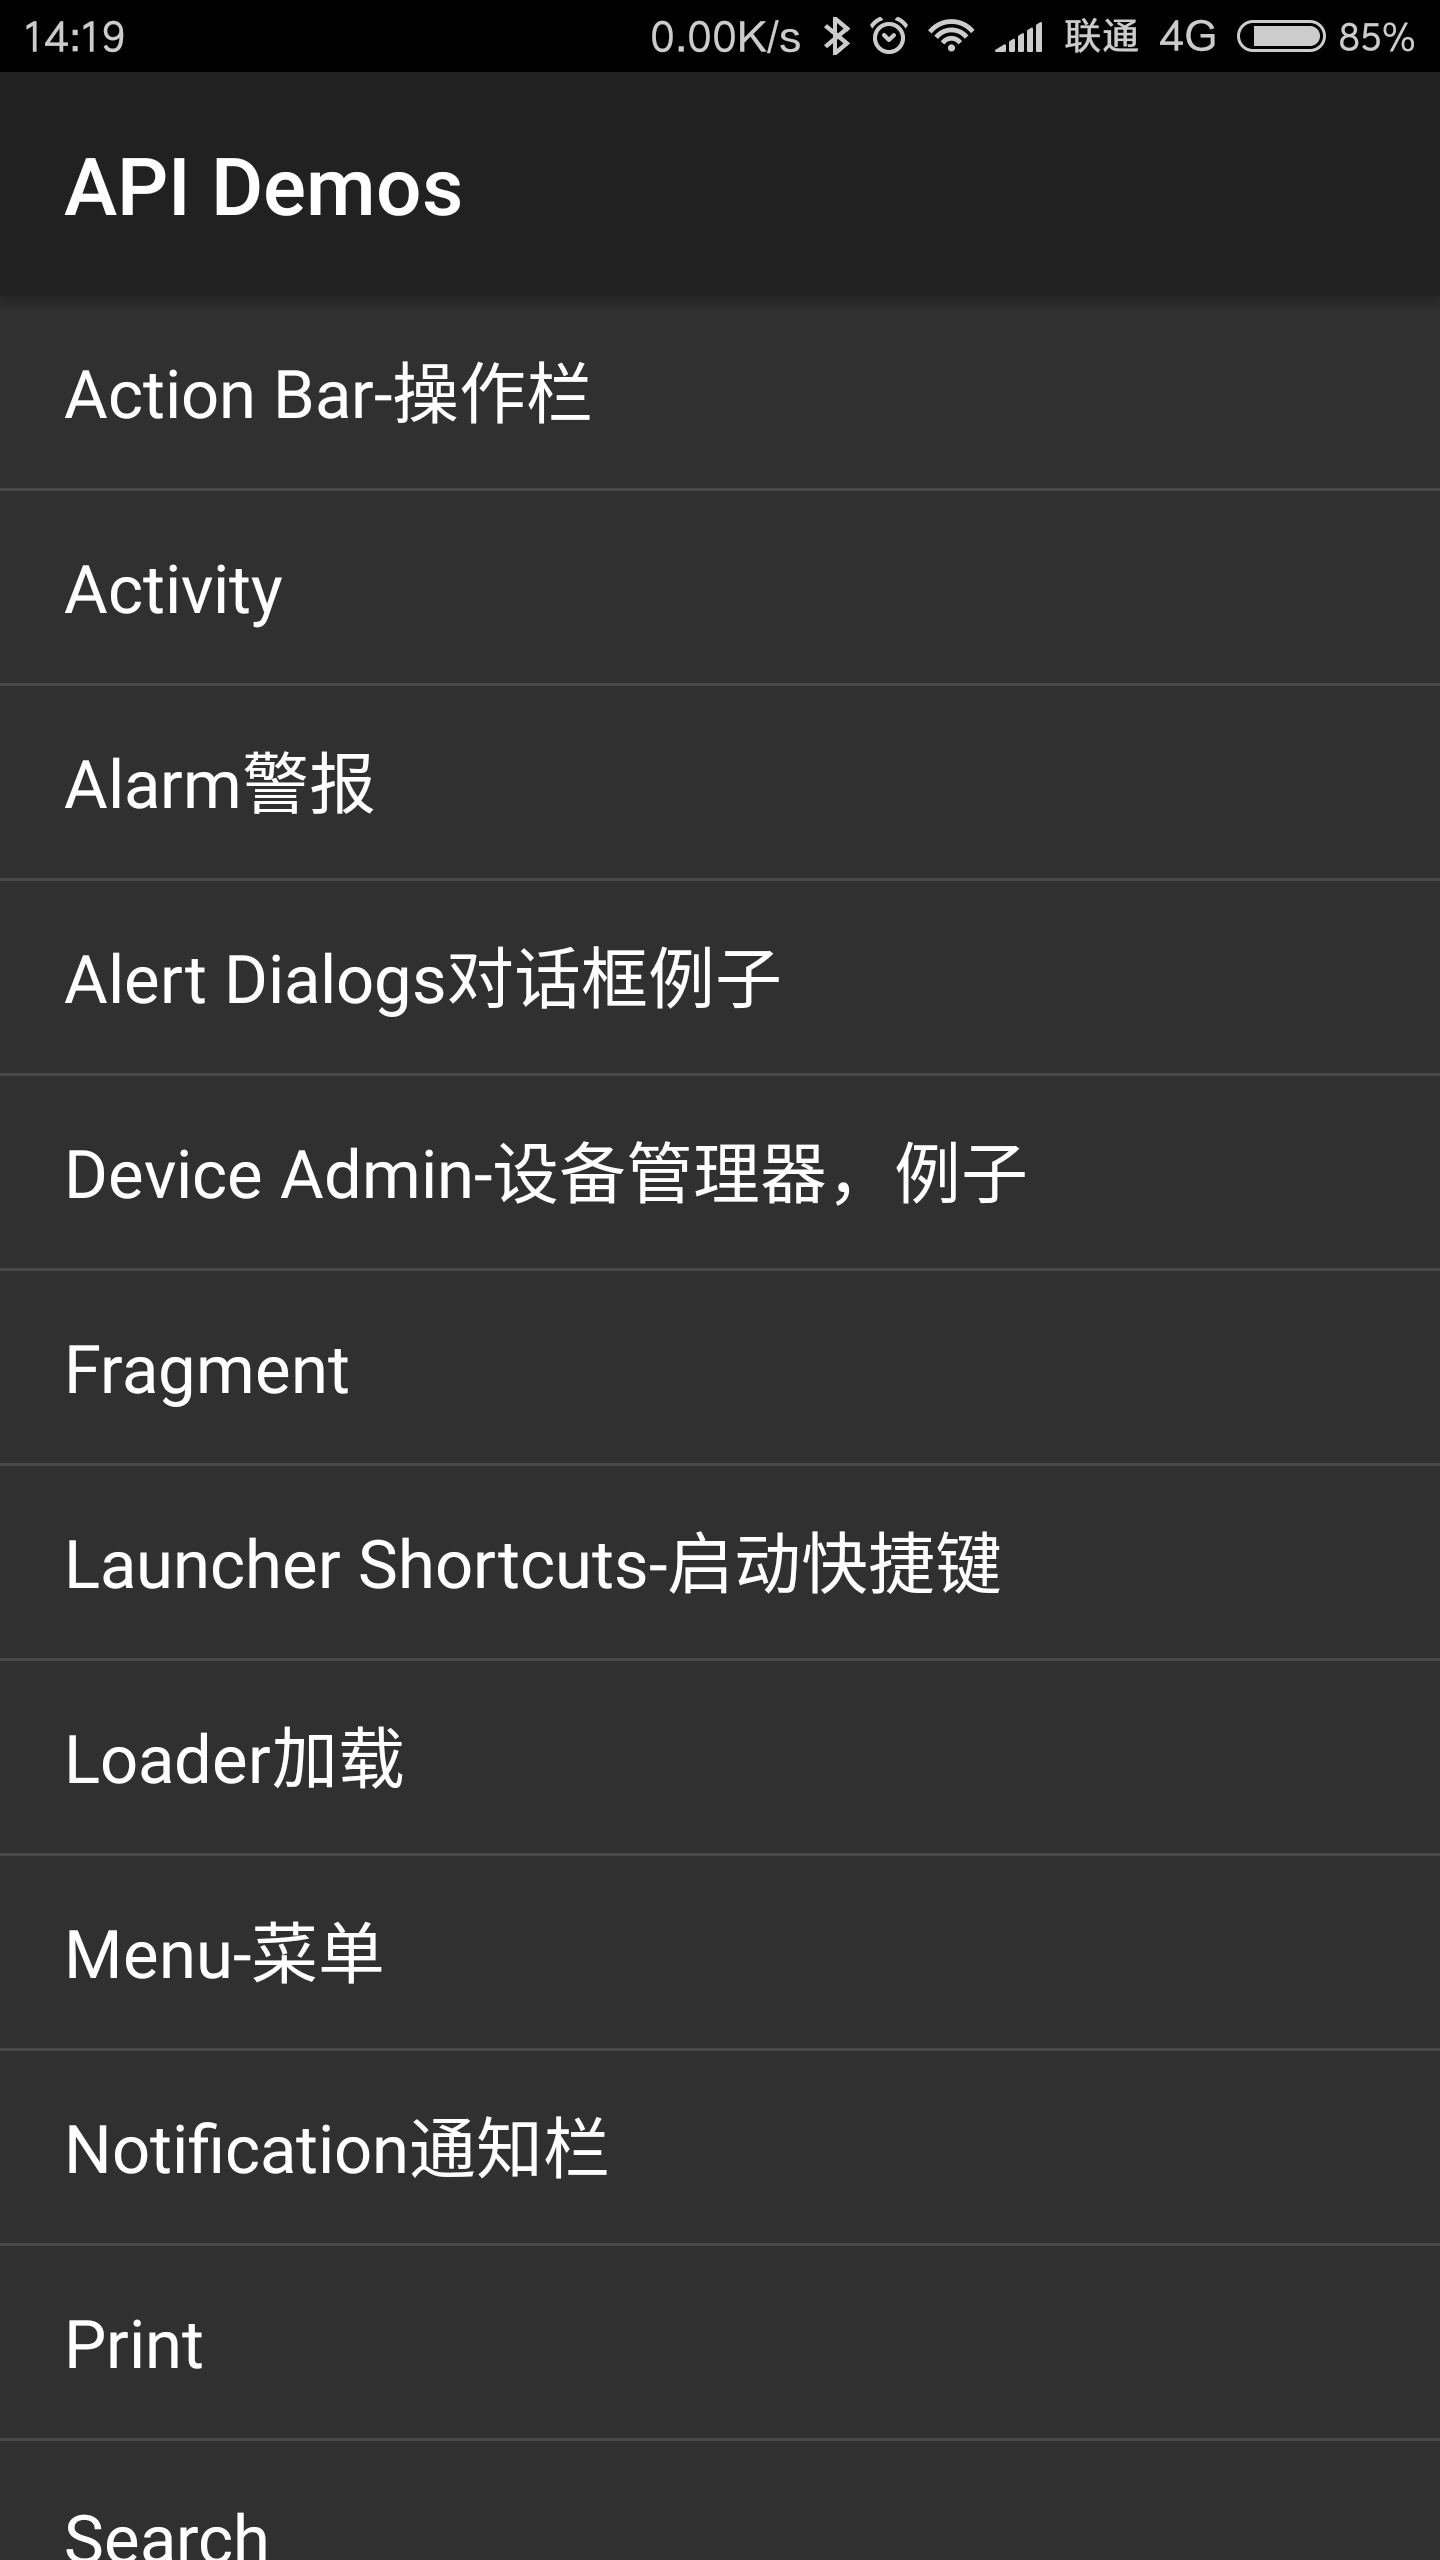 14:19 0.00K/s 联通 4G 85%
API Demos
Action Bar-操作栏
Activity
Alarm警报
Alert Dialogs对话框例子
Device Admin-设备管理器，例子
Fragment
Launcher Shortcuts-启动快捷键
Loader加载
Menu-菜单
Notification通知栏
Print
Search